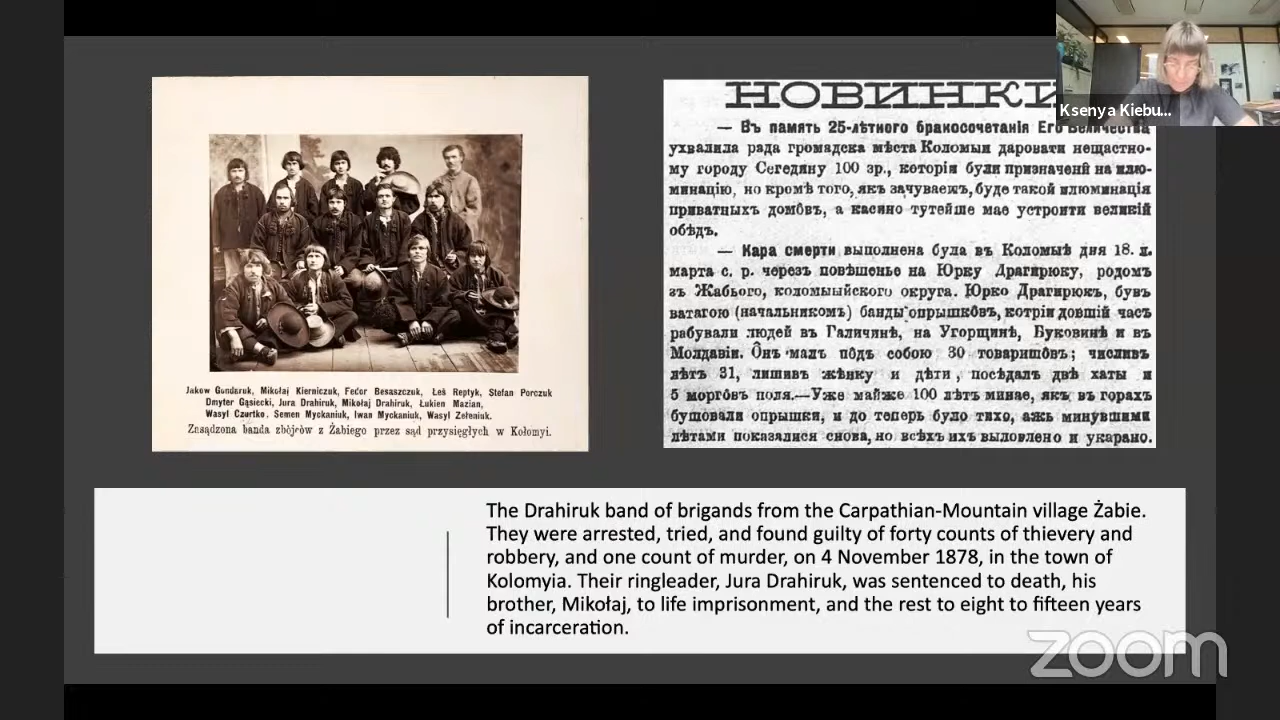 Ksenya Kiebu...
Jakow Gondaruk, Mikołaj Kierniczuk, Fedor Besaszczuk, Łeś Reptyk, Stefan Porczuk
Dmyter Gąsiecki, Jura Drahiruk, Mikołaj Drahiruk, Łukien Mazian,
Wasyl Czortko. Semen Myckaniuk, Iwan Myckaniuk, Wasyl Zełeniuk.
Zasądzona banda zbójców z Żabiego przez sąd przysięgłych w Kołomyi.
НОВИНКИ
— Въ память 25-лѣтного бракосочетанія Его Величества
ухвалила рада громадска мѣста Коломыи даровати нещастно-
му городу Сегедину 100 зр., которіи були призначеній на илю-
минацію, но кромѣ того, якъ зачуваемъ, буде такой илюминація
приватныхъ домôвъ, а касино тутейше мае устроити великій
обѣдъ.
— Кара смерти выполнена була въ Коломыѣ дня 18. л.
марта с. р. черезъ повѣшенье на Юрку Драгирюку, родомъ
зъ Жабього, коломыйского округа. Юрко Драгирюкъ, бувъ
ватагою (начальникомъ) банды опрышкôвъ, котріи довшій часъ
рабували людей въ Галичинѣ, на Угорщинѣ, Буковинѣ и въ
Молдавіи. Ôнъ малъ пôдъ собою 30 товаришôвъ; числивъ
лѣтъ 31, лишивъ жѣнку и дѣти, посѣдалъ двѣ хаты и
5 моргôвъ поля.—Уже майже 100 лѣтъ минае, якъ въ горахъ
бушовали опрышки, и до теперь було тихо, ажъ минувшими
лѣтами показалися снова, но всѣхъ ихъ выловлено и укарано.
The Drahiruk band of brigands from the Carpathian-Mountain village Żabie.
They were arrested, tried, and found guilty of forty counts of thievery and
robbery, and one count of murder, on 4 November 1878, in the town of
Kolomyia. Their ringleader, Jura Drahiruk, was sentenced to death, his
brother, Mikołaj, to life imprisonment, and the rest to eight to fifteen years
of incarceration.
zoom